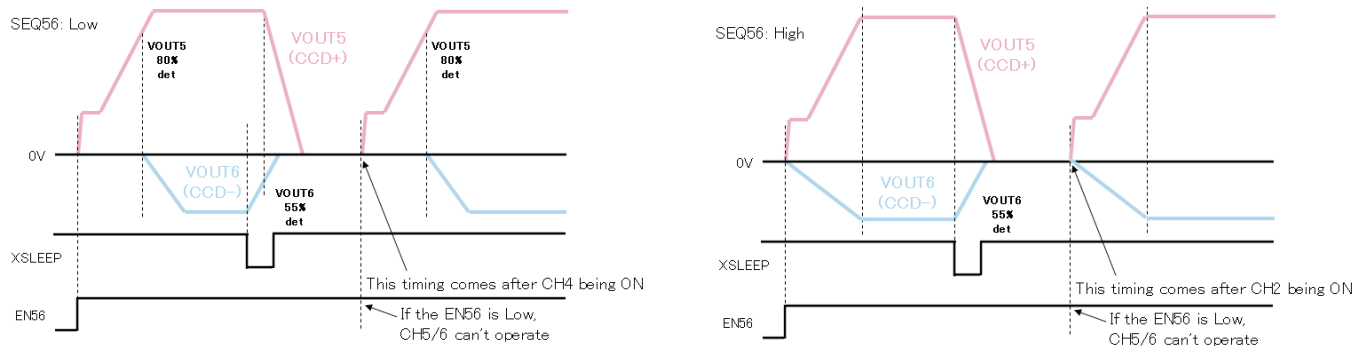 SEQ56: Low
VOUT5
80%
det
VOUT5
(CCD+)
VOUT5
80%
det
0V
VOUT6
(CCD−)
VOUT6
55%
det
XSLEEP
This timing comes after CH4 being ON
EN56
If the EN56 is Low,
CH5/6 can't operate
SEQ56: High
VOUT5
(CCD+)
0V
VOUT6
(CCD−)
VOUT6
55%
det
XSLEEP
This timing comes after CH2 being ON
EN56
If the EN56 is Low,
CH5/6 can't operate